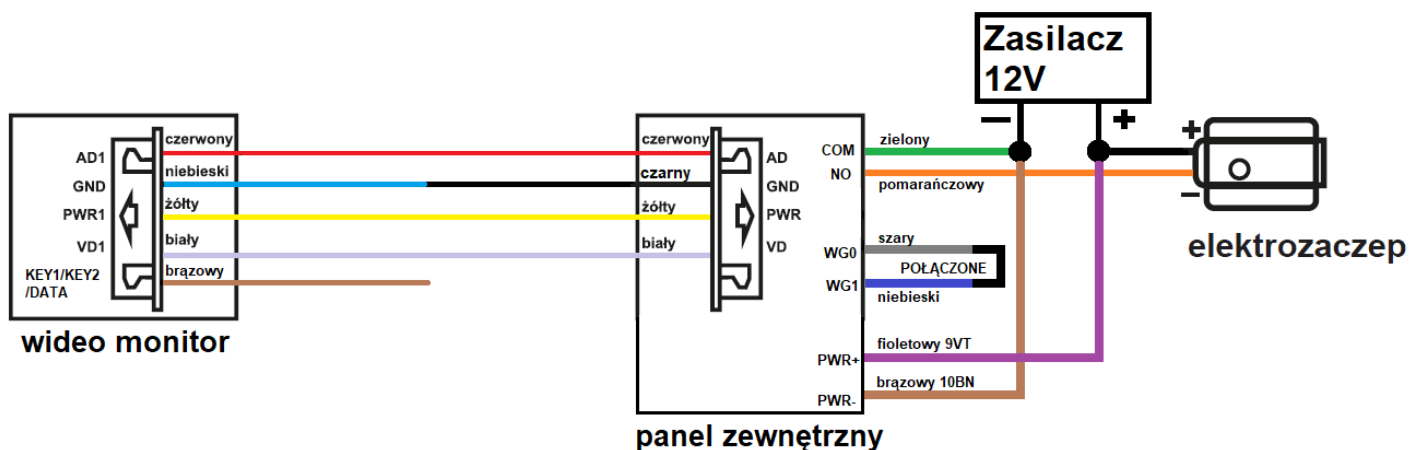 Zasilacz
12V
− +
czerwony
AD1
niebieski
GND
żółty
PWR1
biały
VD1
brązowy
KEY1/KEY2
/DATA
wideo monitor
czerwony
AD
czarny
GND
żółty
PWR
biały
VD
zielony
COM
NO
pomarańczowy
szary
WG0
POŁĄCZONE
WG1
niebieski
fioletowy 9VT
PWR+
brązowy 10BN
PWR-
panel zewnętrzny
+
−
elektrozaczep